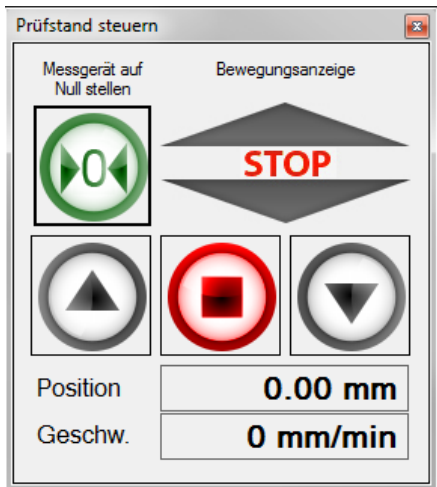 Prüfstand steuern
Messgerät auf
Null stellen
Bewegungsanzeige
0
STOP
Position
0.00 mm
Geschw.
0 mm/min